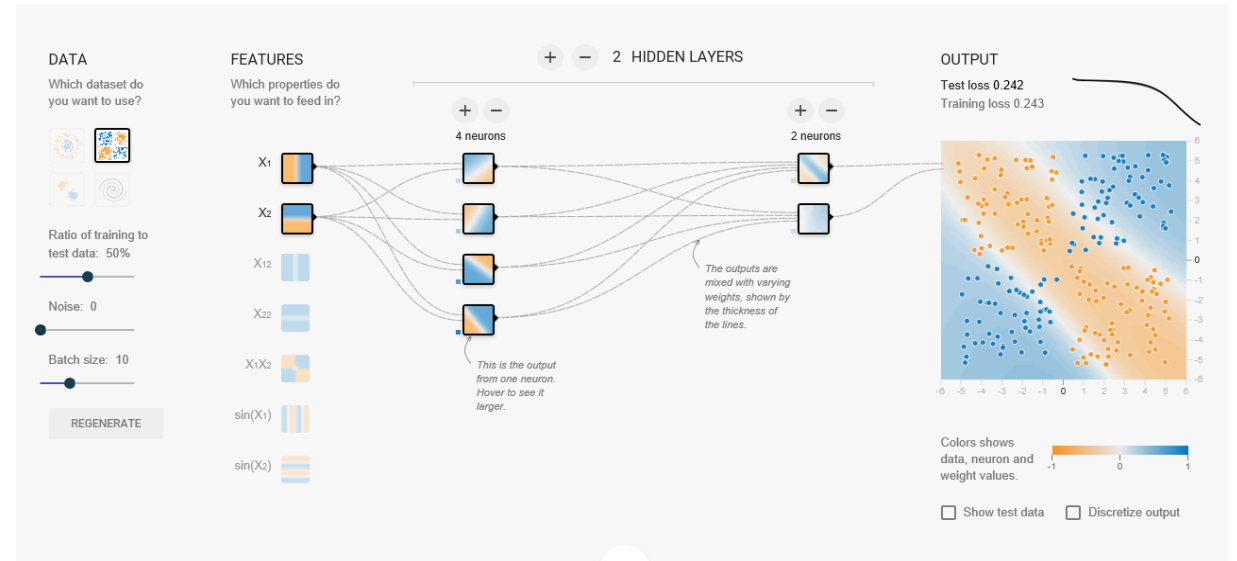 DATA
Which dataset do
you want to use?
Ratio of training to
test data: 50%
Noise: 0
Batch size: 10
REGENERATE
FEATURES
Which properties do
you want to feed in?
X1
X2
X12
X22
X1X2
sin(X1)
sin(X2)
+ − 2 HIDDEN LAYERS
+ −
4 neurons
+ −
2 neurons
This is the output
from one neuron.
Hover to see it
larger.
The outputs are
mixed with varying
weights, shown by
the thickness of
the lines.
OUTPUT
Test loss 0.242
Training loss 0.243
6
5
4
3
2
1
0
-1
-2
-3
-4
-5
-6
-6 -5 -4 -3 -2 -1 0 1 2 3 4 5 6
Colors shows
data, neuron and
weight values.
-1 0 1
Show test data
Discretize output